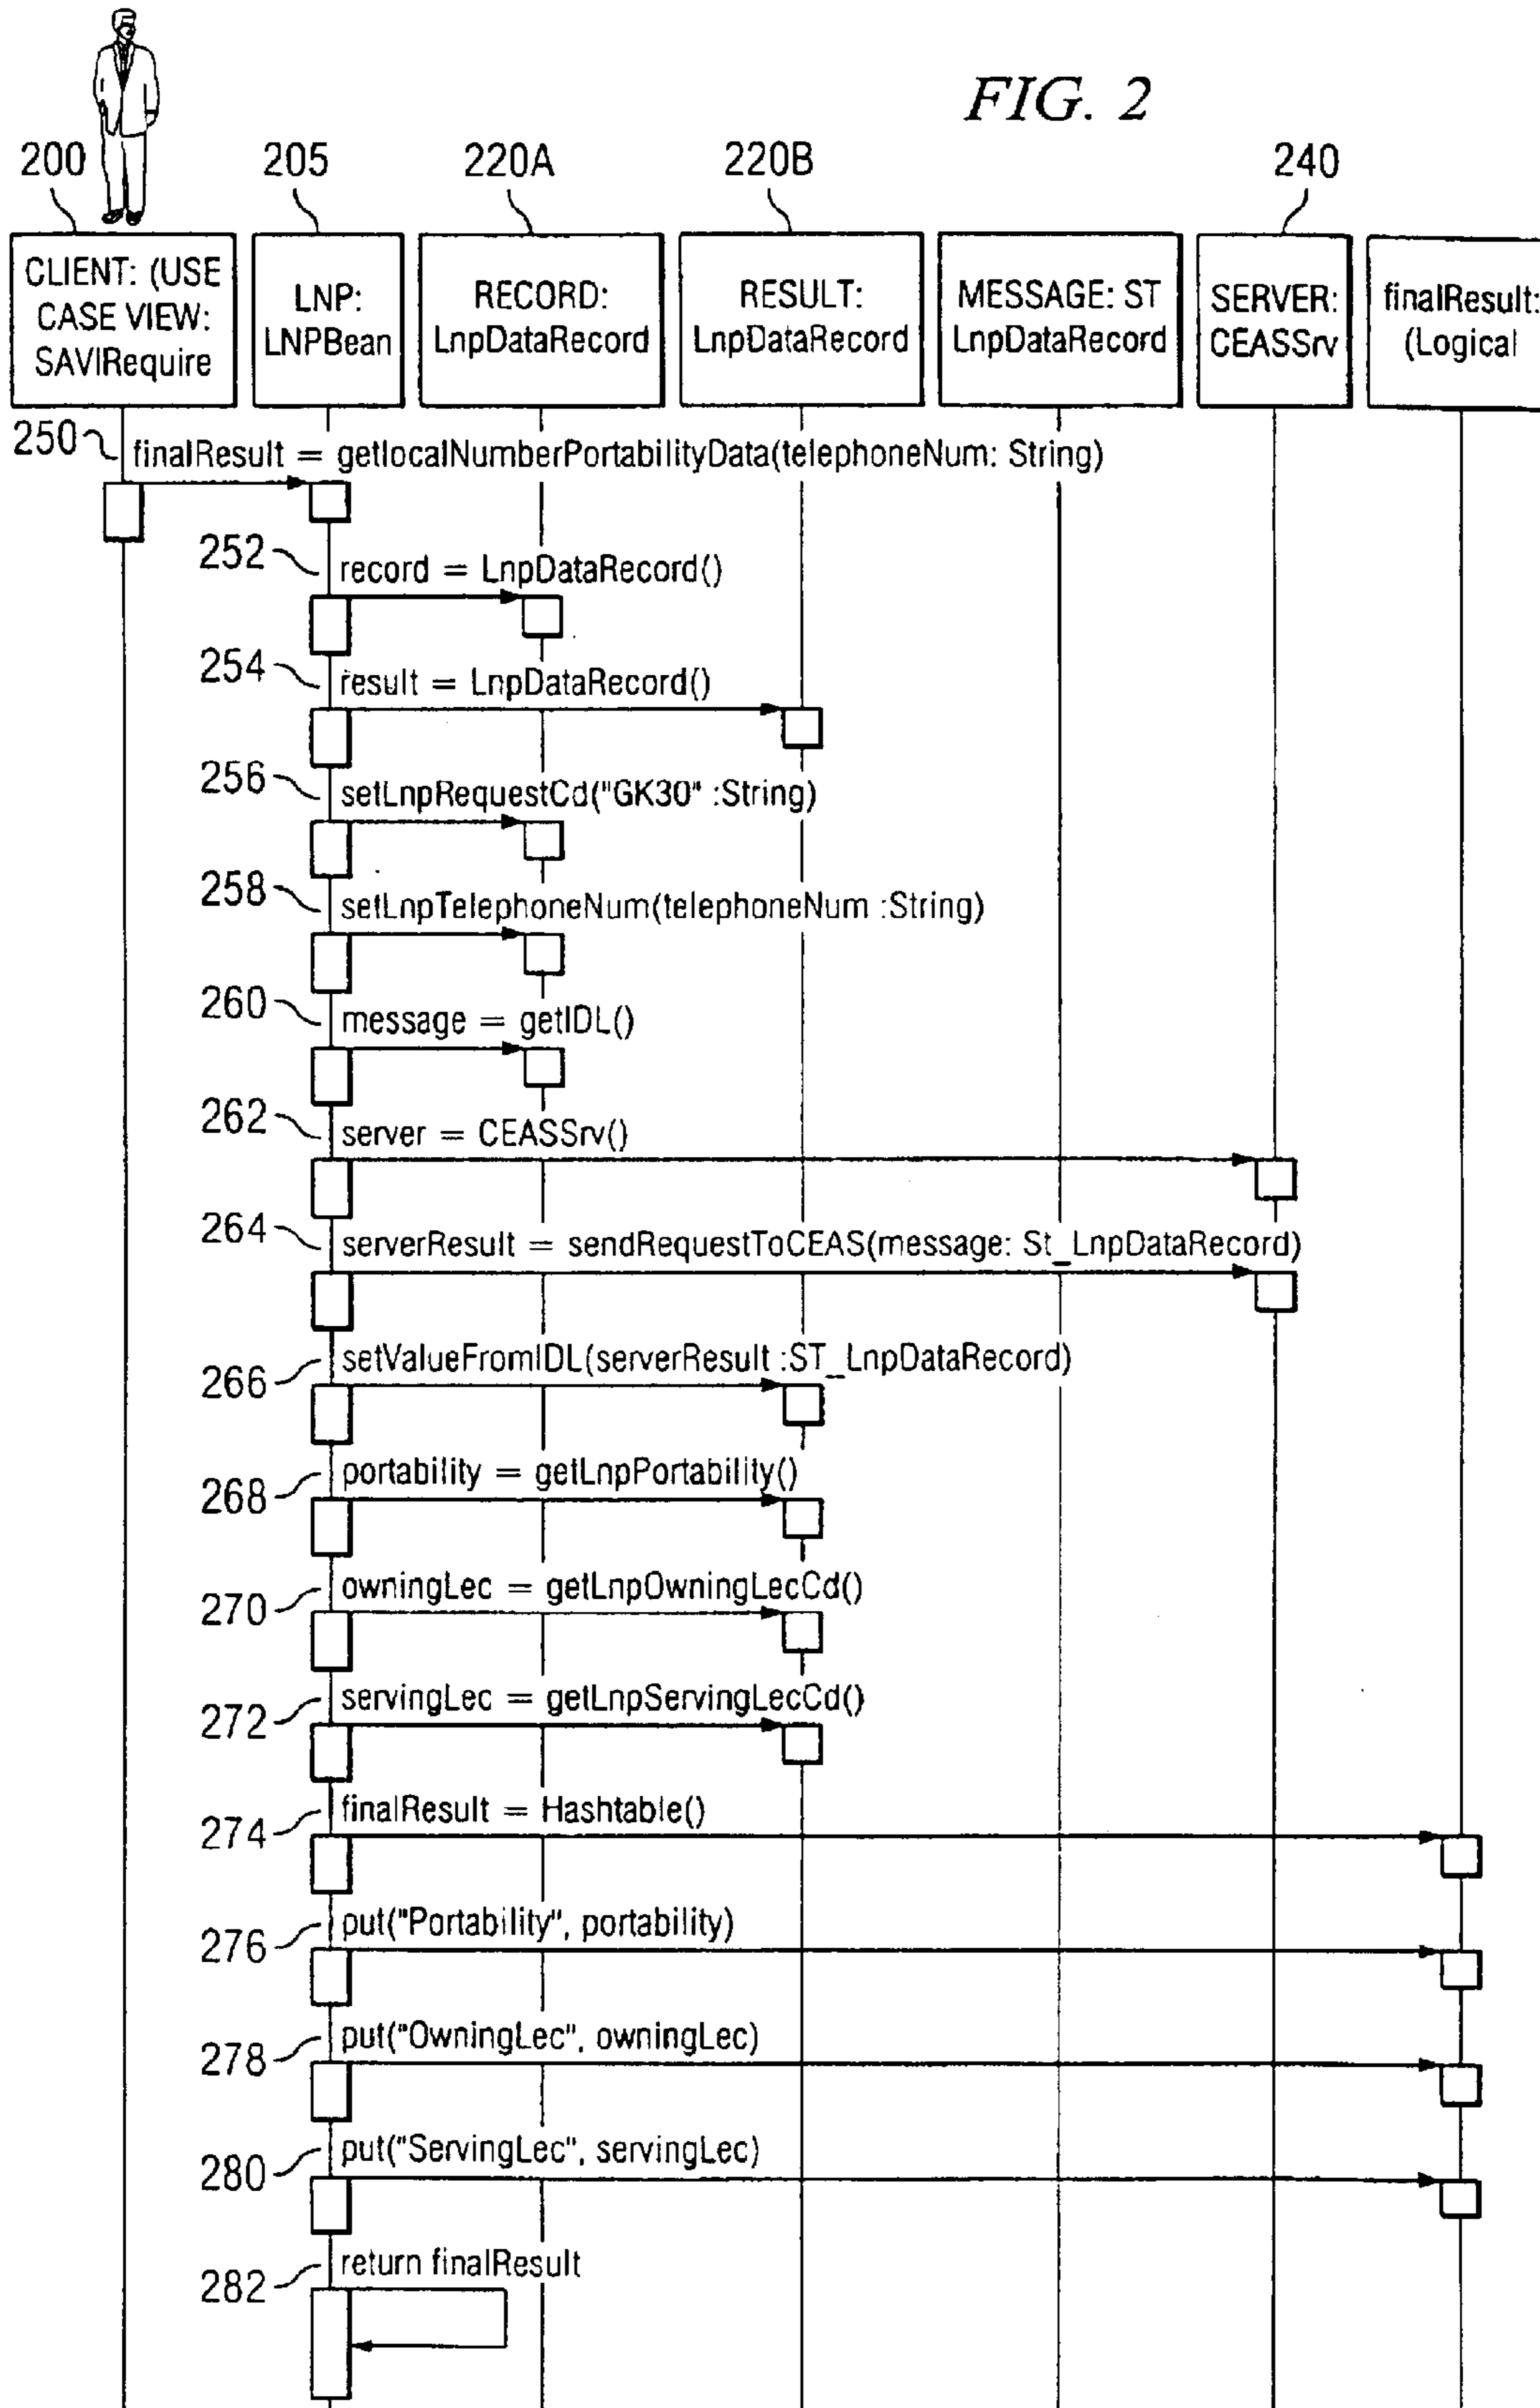 FIG. 2
200
205
220A
220B
240
CLIENT: (USE
CASE VIEW:
SAVIRequire
LNP:
LNPBean
RECORD:
LnpDataRecord
RESULT:
LnpDataRecord
MESSAGE: ST
LnpDataRecord
SERVER:
CEASSrv
finalResult:
(Logical
250
finalResult = getlocalNumberPortabilityData(telephoneNum: String)
252
record = LnpDataRecord()
254
result = LnpDataRecord()
256
setLnpRequestCd("GK30" :String)
258
setLnpTelephoneNum(telephoneNum :String)
260
message = getIDL()
262
server = CEASSrv()
264
serverResult = sendRequestToCEAS(message: St_LnpDataRecord)
266
setValueFromIDL(serverResult :ST_LnpDataRecord)
268
portability = getLnpPortability()
270
owningLec = getLnpOwningLecCd()
272
servingLec = getLnpServingLecCd()
274
finalResult = Hashtable()
276
put("Portability", portability)
278
put("OwningLec", owningLec)
280
put("ServingLec", servingLec)
282
return finalResult